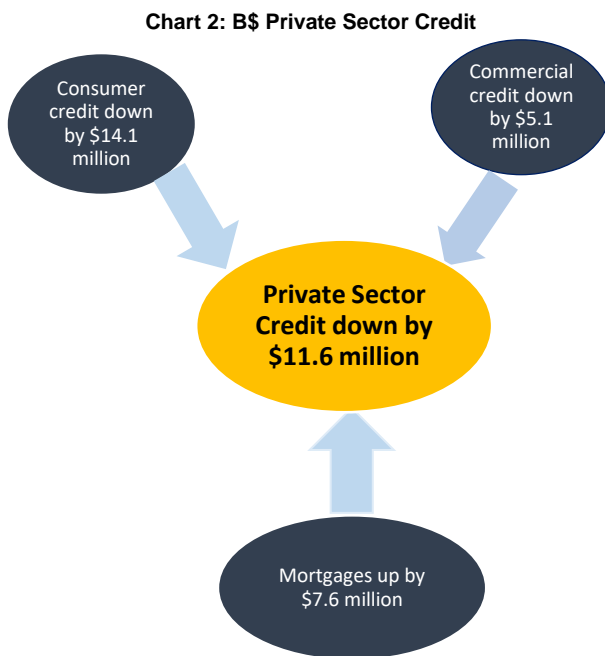 Chart 2: B$ Private Sector Credit
Consumer
credit down
by $14.1
million
Commercial
credit down
by $5.1
million
Private Sector
Credit down by
$11.6 million
Mortgages up by
$7.6 million